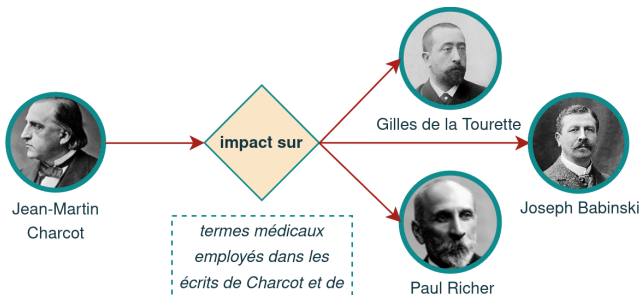 Gilles de la Tourette
impact sur
Jean-Martin
Charcot
Joseph Babinski
termes médicaux
employés dans les
écrits de Charcot et de
Paul Richer